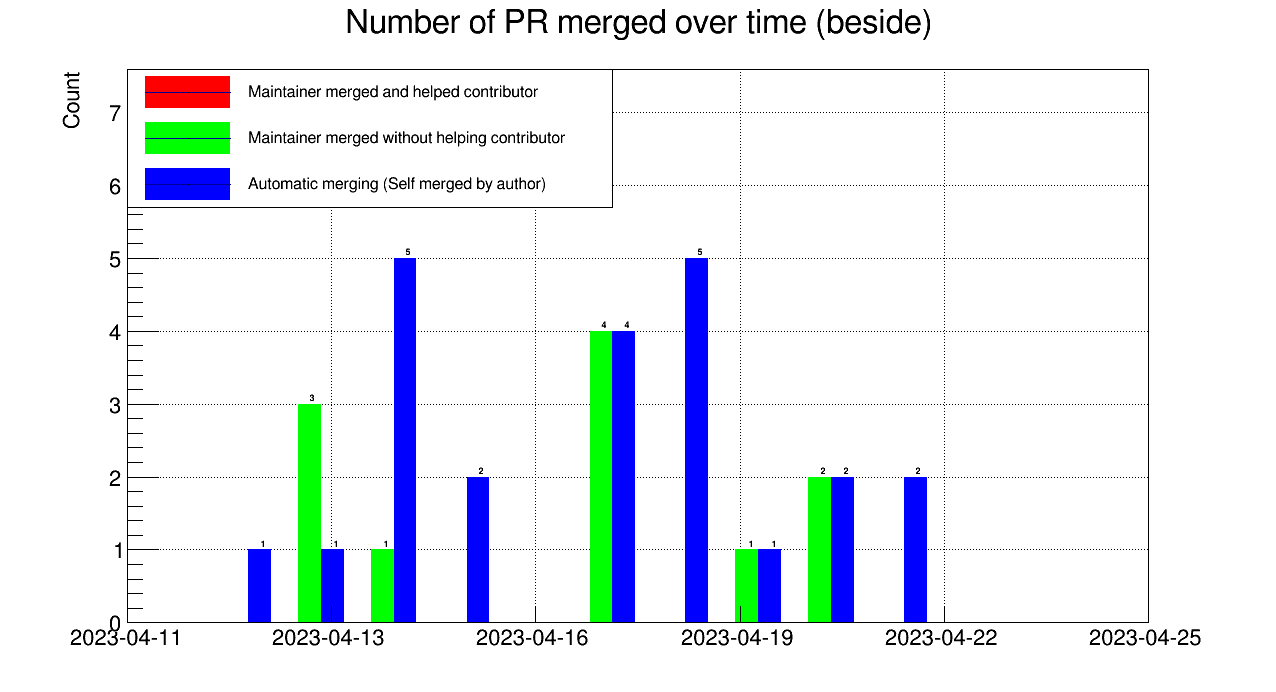 Number of PR merged over time (beside)
Count
Maintainer merged and helped contributor
Maintainer merged without helping contributor
Automatic merging (Self merged by author)
7
6
5
4
3
2
1
0
1 3 1 1 5 2 4 4 5 1 1 2 2 2
2023-04-11 2023-04-13 2023-04-16 2023-04-19 2023-04-22 2023-04-25